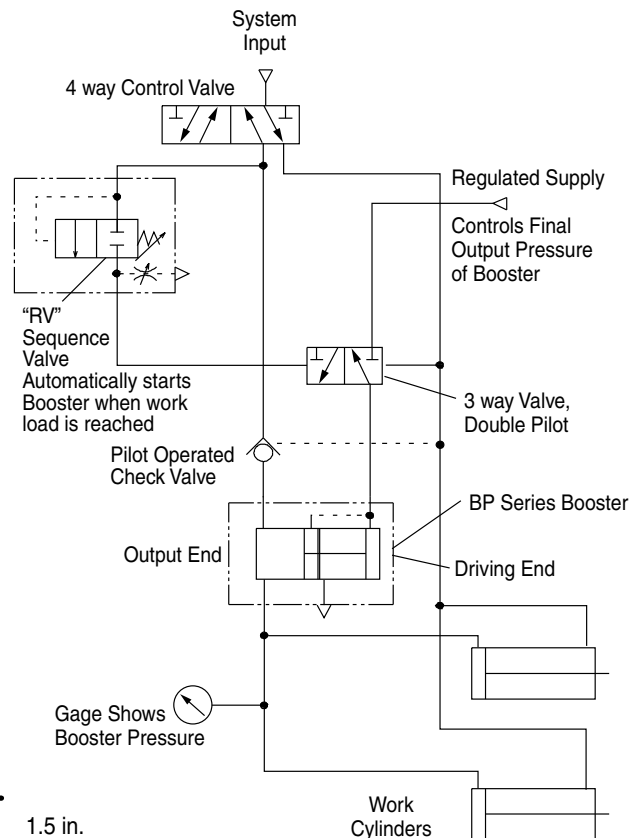 System
Input
4 way Control Valve
Regulated Supply
Controls Final
Output Pressure
of Booster
“RV”
Sequence
Valve
Automatically starts
Booster when work
load is reached
3 way Valve,
Double Pilot
Pilot Operated
Check Valve
BP Series Booster
Output End
Driving End
Gage Shows
Booster Pressure
Work
Cylinders
1.5 in.